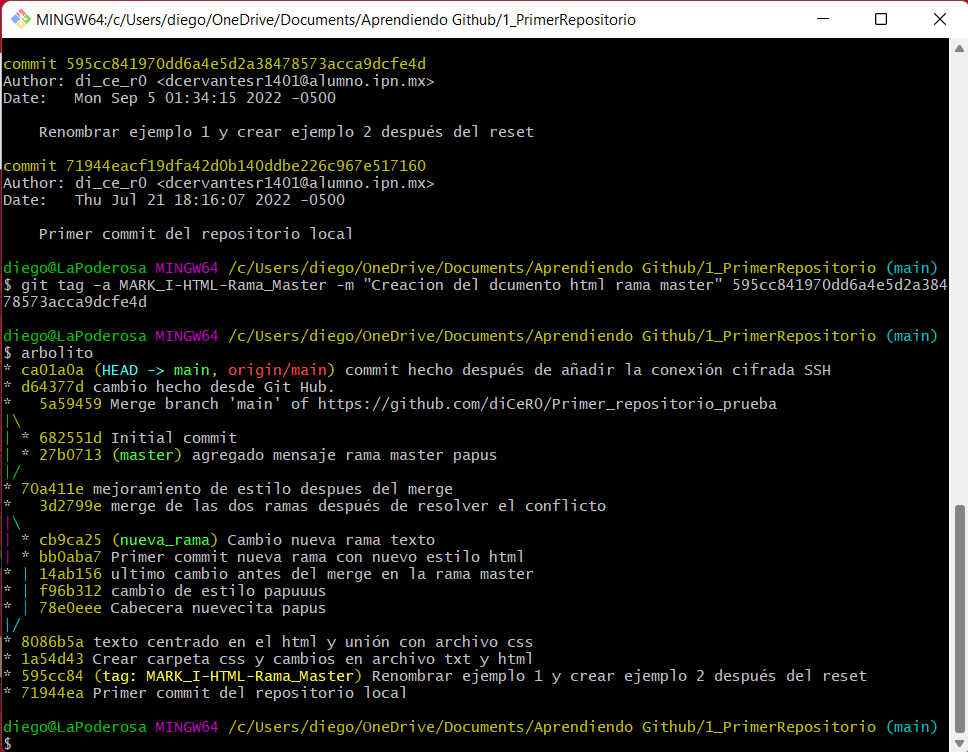 MINGW64:/c/Users/diego/OneDrive/Documents/Aprendiendo Github/1_PrimerRepositorio
commit 595cc841970dd6a4e5d2a38478573acca9dcfe4d
Author: di_ce_r0 <dcervantesr1401@alumno.ipn.mx>
Date:   Mon Sep 5 01:34:15 2022 -0500
    Renombrar ejemplo 1 y crear ejemplo 2 después del reset
commit 71944eacf19dfa42d0b140ddbe226c967e517160
Author: di_ce_r0 <dcervantesr1401@alumno.ipn.mx>
Date:   Thu Jul 21 18:16:07 2022 -0500
    Primer commit del repositorio local
diego@LaPoderosa MINGW64 /c/Users/diego/OneDrive/Documents/Aprendiendo Github/1_PrimerRepositorio (main)
$ git tag -a MARK_I-HTML-Rama_Master -m "Creacion del dcumento html rama master" 595cc841970dd6a4e5d2a384
78573acca9dcfe4d
diego@LaPoderosa MINGW64 /c/Users/diego/OneDrive/Documents/Aprendiendo Github/1_PrimerRepositorio (main)
$ arbolito
* ca01a0a (HEAD -> main, origin/main) commit hecho después de añadir la conexión cifrada SSH
* d64377d cambio hecho desde Git Hub.
*   5a59459 Merge branch 'main' of https://github.com/diCeR0/Primer_repositorio_prueba
|\
| * 682551d Initial commit
| * 27b0713 (master) agregado mensaje rama master papus
|/
* 70a411e mejoramiento de estilo despues del merge
*   3d2799e merge de las dos ramas después de resolver el conflicto
|\
| * cb9ca25 (nueva_rama) Cambio nueva rama texto
| * bb0aba7 Primer commit nueva rama con nuevo estilo html
* | 14ab156 ultimo cambio antes del merge en la rama master
* | f96b312 cambio de estilo papuuus
* | 78e0eee Cabecera nuevecita papus
|/
* 8086b5a texto centrado en el html y unión con archivo css
* 1a54d43 Crear carpeta css y cambios en archivo txt y html
* 595cc84 (tag: MARK_I-HTML-Rama_Master) Renombrar ejemplo 1 y crear ejemplo 2 después del reset
* 71944ea Primer commit del repositorio local
diego@LaPoderosa MINGW64 /c/Users/diego/OneDrive/Documents/Aprendiendo Github/1_PrimerRepositorio (main)
$